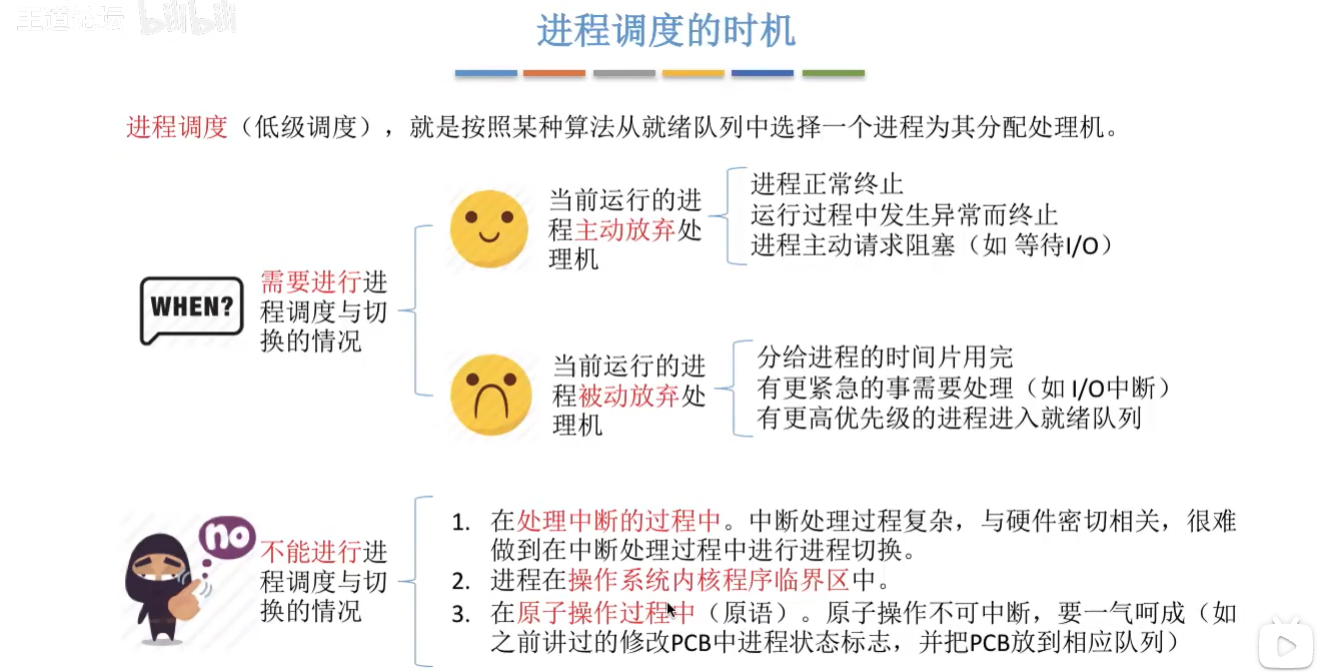 王道论坛 bilibili
进程调度的时机
进程调度（低级调度），就是按照某种算法从就绪队列中选择一个进程为其分配处理机。
WHEN?
需要进行进
程调度与切
换的情况
当前运行的进
程主动放弃处
理机
进程正常终止
运行过程中发生异常而终止
进程主动请求阻塞（如 等待I/O）
当前运行的进
程被动放弃处
理机
分给进程的时间片用完
有更紧急的事需要处理（如 I/O中断）
有更高优先级的进程进入就绪队列
no
不能进行进
程调度与切
换的情况
1. 在处理中断的过程中。中断处理过程复杂，与硬件密切相关，很难
做到在中断处理过程中进行进程切换。
2. 进程在操作系统内核程序临界区中。
3. 在原子操作过程中（原语）。原子操作不可中断，要一气呵成（如
之前讲过的修改PCB中进程状态标志，并把PCB放到相应队列）